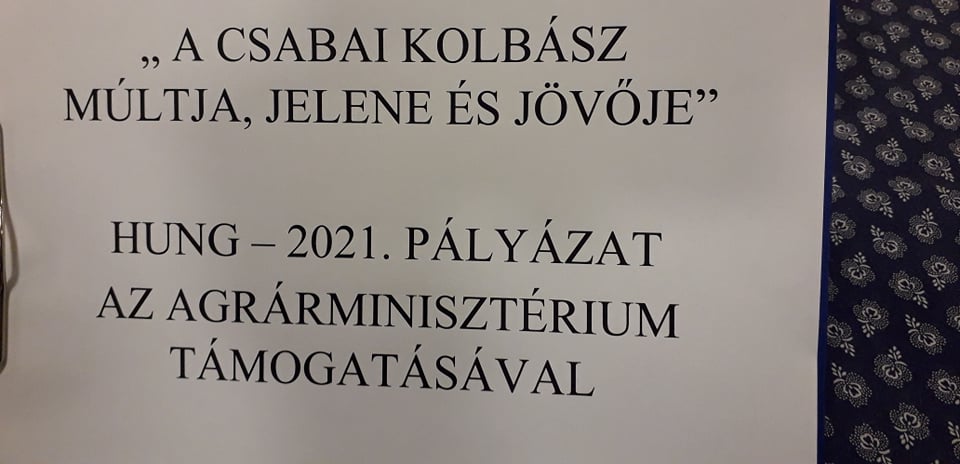 „ A CSABAI KOLBÁSZ
MÚLTJA, JELENE ÉS JÖVŐJE”
HUNG – 2021. PÁLYÁZAT
AZ AGRÁRMINISZTÉRIUM
TÁMOGATÁSÁVAL